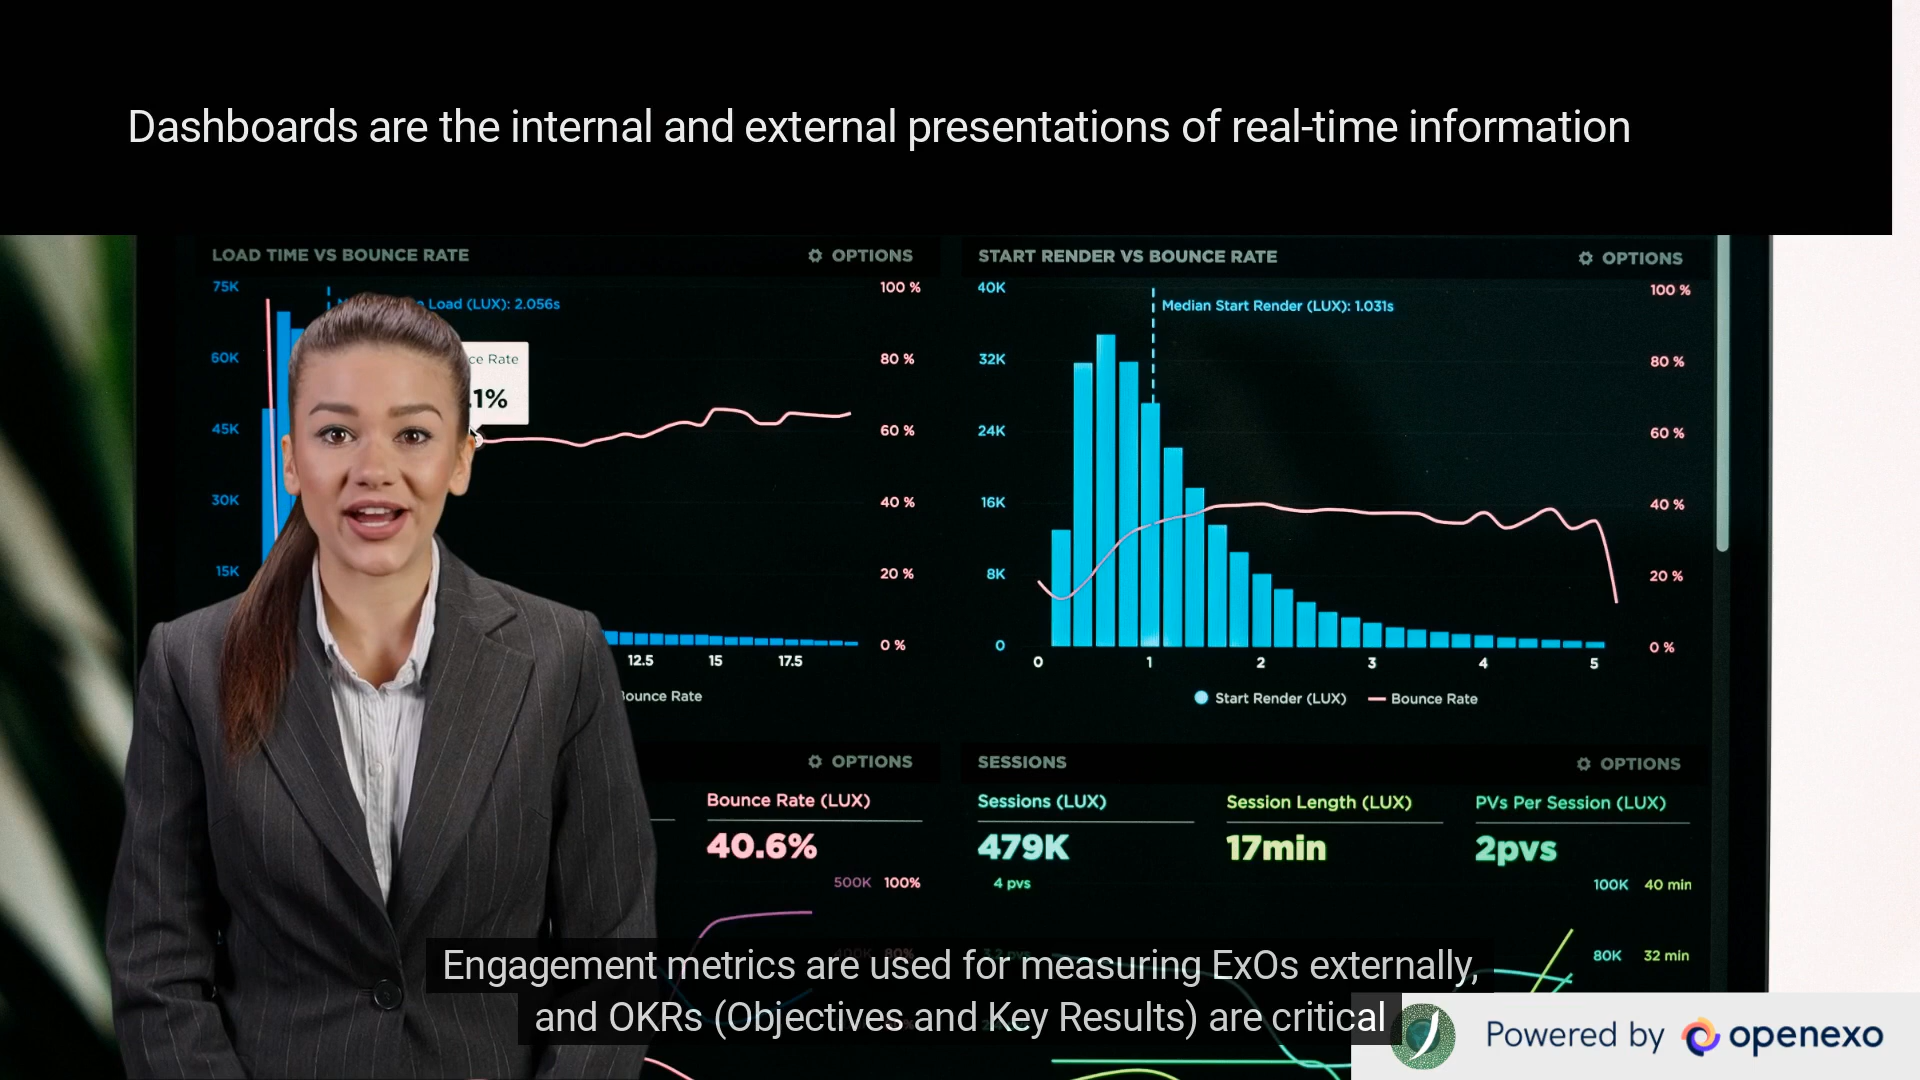 Dashboards are the internal and external presentations of real-time information
LOAD TIME VS BOUNCE RATE
OPTIONS
75K
100 %
Load (LUX): 2.056s
60K
80 %
ce Rate
.1%
45K
60 %
30K
40 %
15K
20 %
0 %
12.5
15
17.5
Bounce Rate
START RENDER VS BOUNCE RATE
OPTIONS
40K
100 %
Median Start Render (LUX): 1.031s
32K
80 %
24K
60 %
16K
40 %
8K
20 %
0
0 %
0
1
2
3
4
5
Start Render (LUX)
Bounce Rate
OPTIONS
Bounce Rate (LUX)
40.6%
500K
100%
SESSIONS
OPTIONS
Sessions (LUX)
Session Length (LUX)
PVs Per Session (LUX)
479K
17min
2pvs
4 pvs
100K
40 min
80K
32 min
Engagement metrics are used for measuring ExOs externally,
and OKRs (Objectives and Key Results) are critical
Powered by openexo